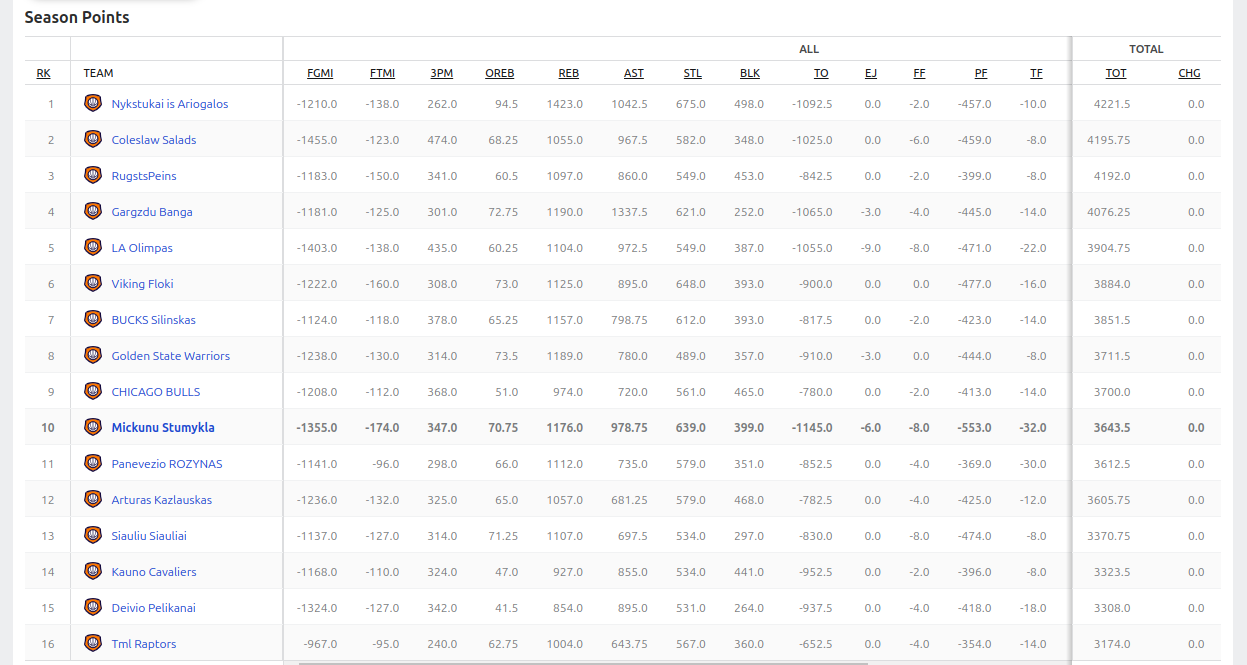 Season Points
ALL TOTAL
RK TEAM FGMI FTMI 3PM OREB REB AST STL BLK TO EJ FF PF TF TOT CHG
1 Nykstukai is Ariogalos -1210.0 -138.0 262.0 94.5 1423.0 1042.5 675.0 498.0 -1092.5 0.0 -2.0 -457.0 -10.0 4221.5 0.0
2 Coleslaw Salads -1455.0 -123.0 474.0 68.25 1055.0 967.5 582.0 348.0 -1025.0 0.0 -6.0 -459.0 -8.0 4195.75 0.0
3 RugstsPeins -1183.0 -150.0 341.0 60.5 1097.0 860.0 549.0 453.0 -842.5 0.0 -2.0 -399.0 -8.0 4192.0 0.0
4 Gargzdu Banga -1181.0 -125.0 301.0 72.75 1190.0 1337.5 621.0 252.0 -1065.0 -3.0 -4.0 -445.0 -14.0 4076.25 0.0
5 LA Olimpas -1403.0 -138.0 435.0 60.25 1104.0 972.5 549.0 387.0 -1055.0 -9.0 -8.0 -471.0 -22.0 3904.75 0.0
6 Viking Floki -1222.0 -160.0 308.0 73.0 1125.0 895.0 648.0 393.0 -900.0 0.0 0.0 -477.0 -16.0 3884.0 0.0
7 BUCKS Silinskas -1124.0 -118.0 378.0 65.25 1157.0 798.75 612.0 393.0 -817.5 0.0 -2.0 -423.0 -14.0 3851.5 0.0
8 Golden State Warriors -1238.0 -130.0 314.0 73.5 1189.0 780.0 489.0 357.0 -910.0 -3.0 0.0 -444.0 -8.0 3711.5 0.0
9 CHICAGO BULLS -1208.0 -112.0 368.0 51.0 974.0 720.0 561.0 465.0 -780.0 0.0 -2.0 -413.0 -14.0 3700.0 0.0
10 Mickunu Stumykla -1355.0 -174.0 347.0 70.75 1176.0 978.75 639.0 399.0 -1145.0 -6.0 -8.0 -553.0 -32.0 3643.5 0.0
11 Panevezio ROZYNAS -1141.0 -96.0 298.0 66.0 1112.0 735.0 579.0 351.0 -852.5 0.0 -4.0 -369.0 -30.0 3612.5 0.0
12 Arturas Kazlauskas -1236.0 -132.0 325.0 65.0 1057.0 681.25 579.0 468.0 -782.5 0.0 -4.0 -425.0 -12.0 3605.75 0.0
13 Siauliu Siauliai -1137.0 -127.0 314.0 71.25 1107.0 697.5 534.0 297.0 -830.0 0.0 -8.0 -474.0 -8.0 3370.75 0.0
14 Kauno Cavaliers -1168.0 -110.0 324.0 47.0 927.0 855.0 534.0 441.0 -952.5 0.0 -2.0 -396.0 -8.0 3323.5 0.0
15 Deivio Pelikanai -1324.0 -127.0 342.0 41.5 854.0 895.0 531.0 264.0 -937.5 0.0 -4.0 -418.0 -18.0 3308.0 0.0
16 Tml Raptors -967.0 -95.0 240.0 62.75 1004.0 643.75 567.0 360.0 -652.5 0.0 -4.0 -354.0 -14.0 3174.0 0.0